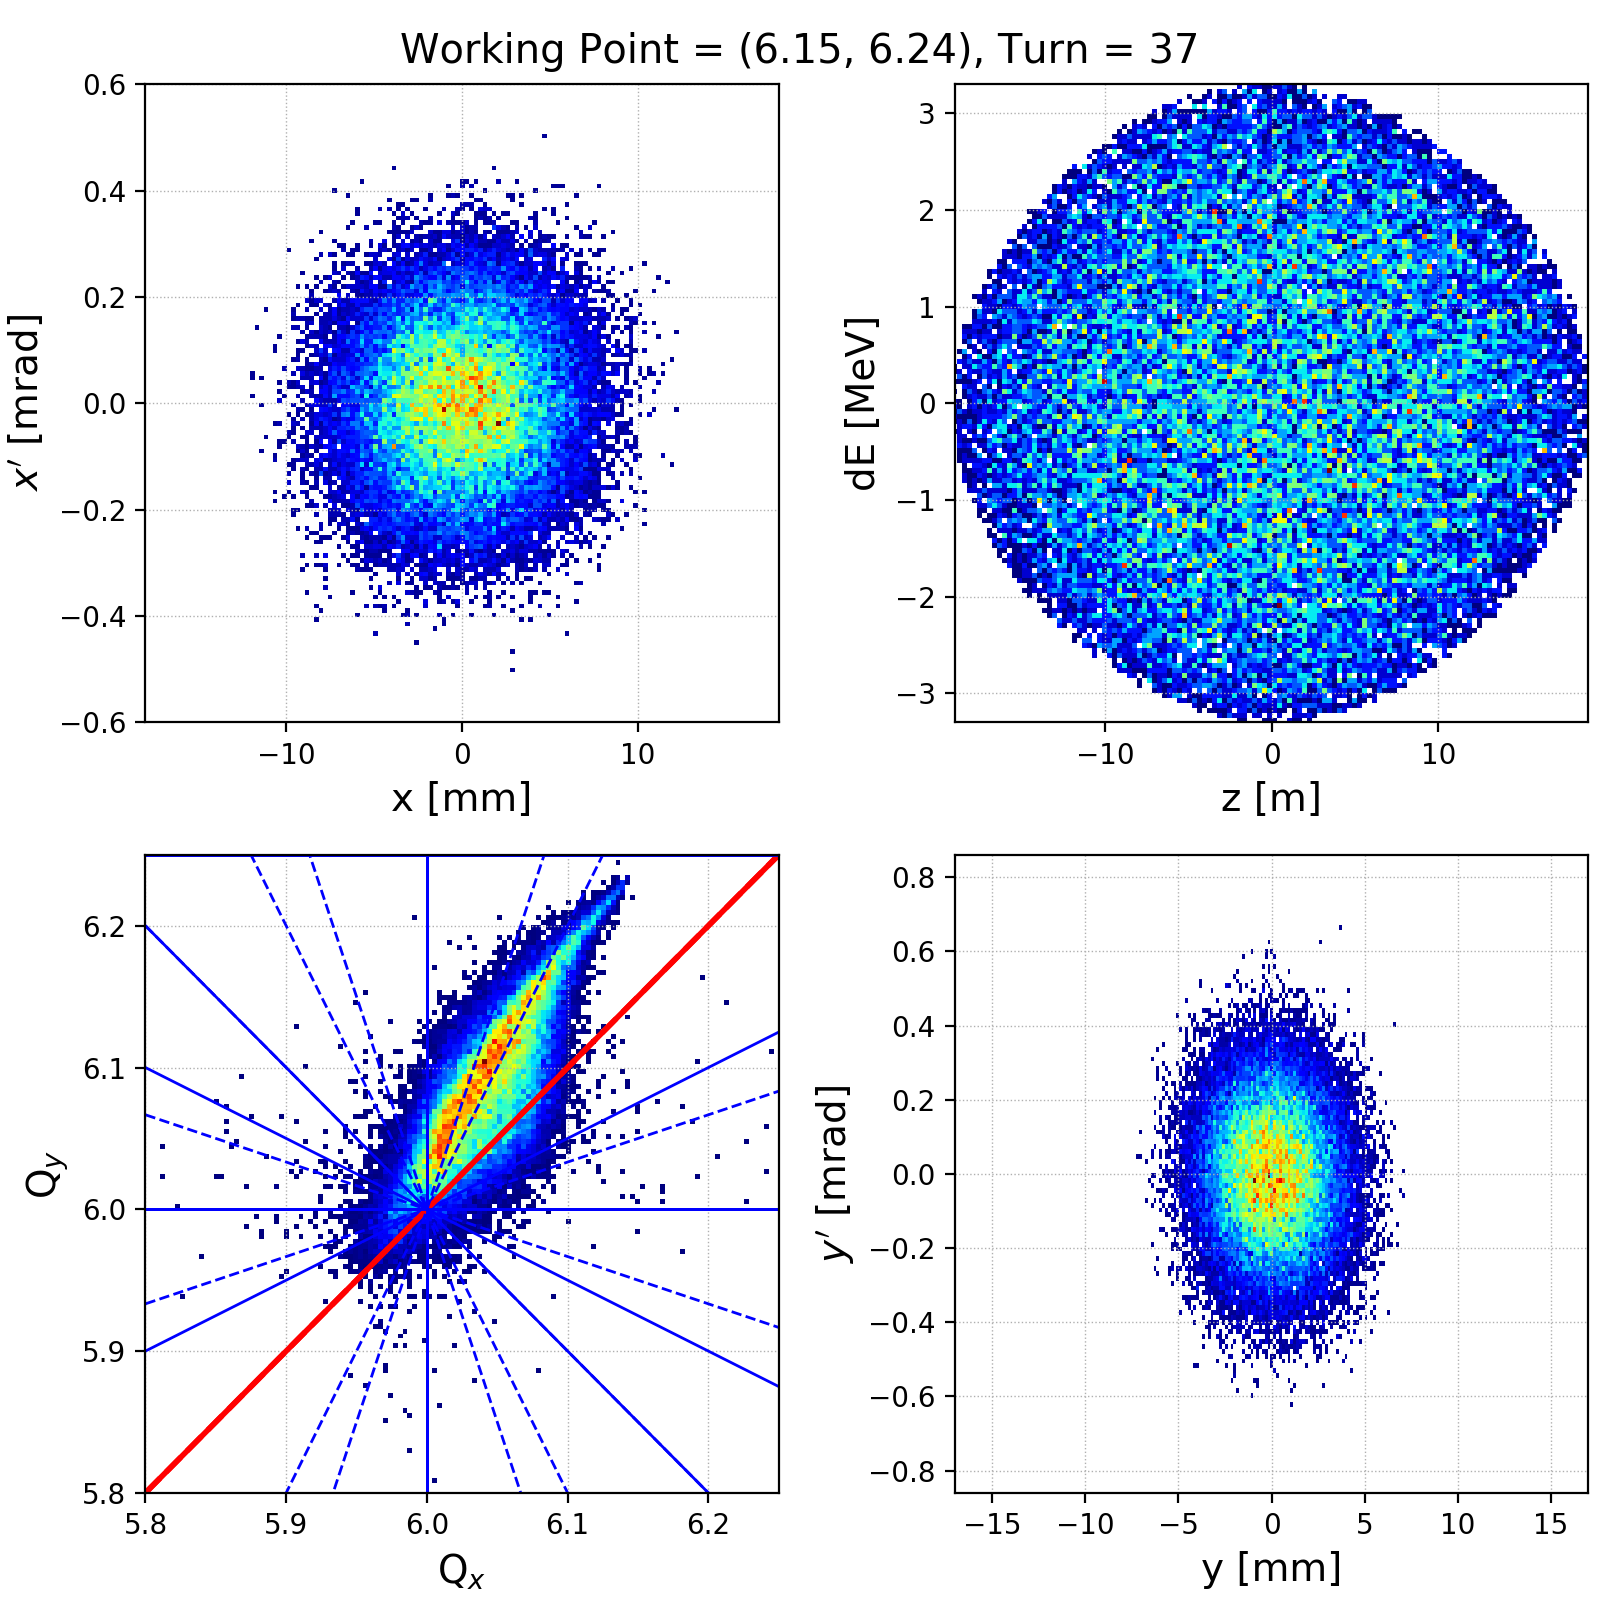 Working Point = (6.15, 6.24), Turn = 37
0.6
0.4
0.2
0.0
−0.2
−0.4
−0.6
x′ [mrad]
−10 0 10
x [mm]
3
2
1
0
−1
−2
−3
dE [MeV]
−10 0 10
z [m]
6.2
6.1
6.0
5.9
5.8
Qy
5.8 5.9 6.0 6.1 6.2
Qx
0.8
0.6
0.4
0.2
0.0
−0.2
−0.4
−0.6
−0.8
y′ [mrad]
−15 −10 −5 0 5 10 15
y [mm]